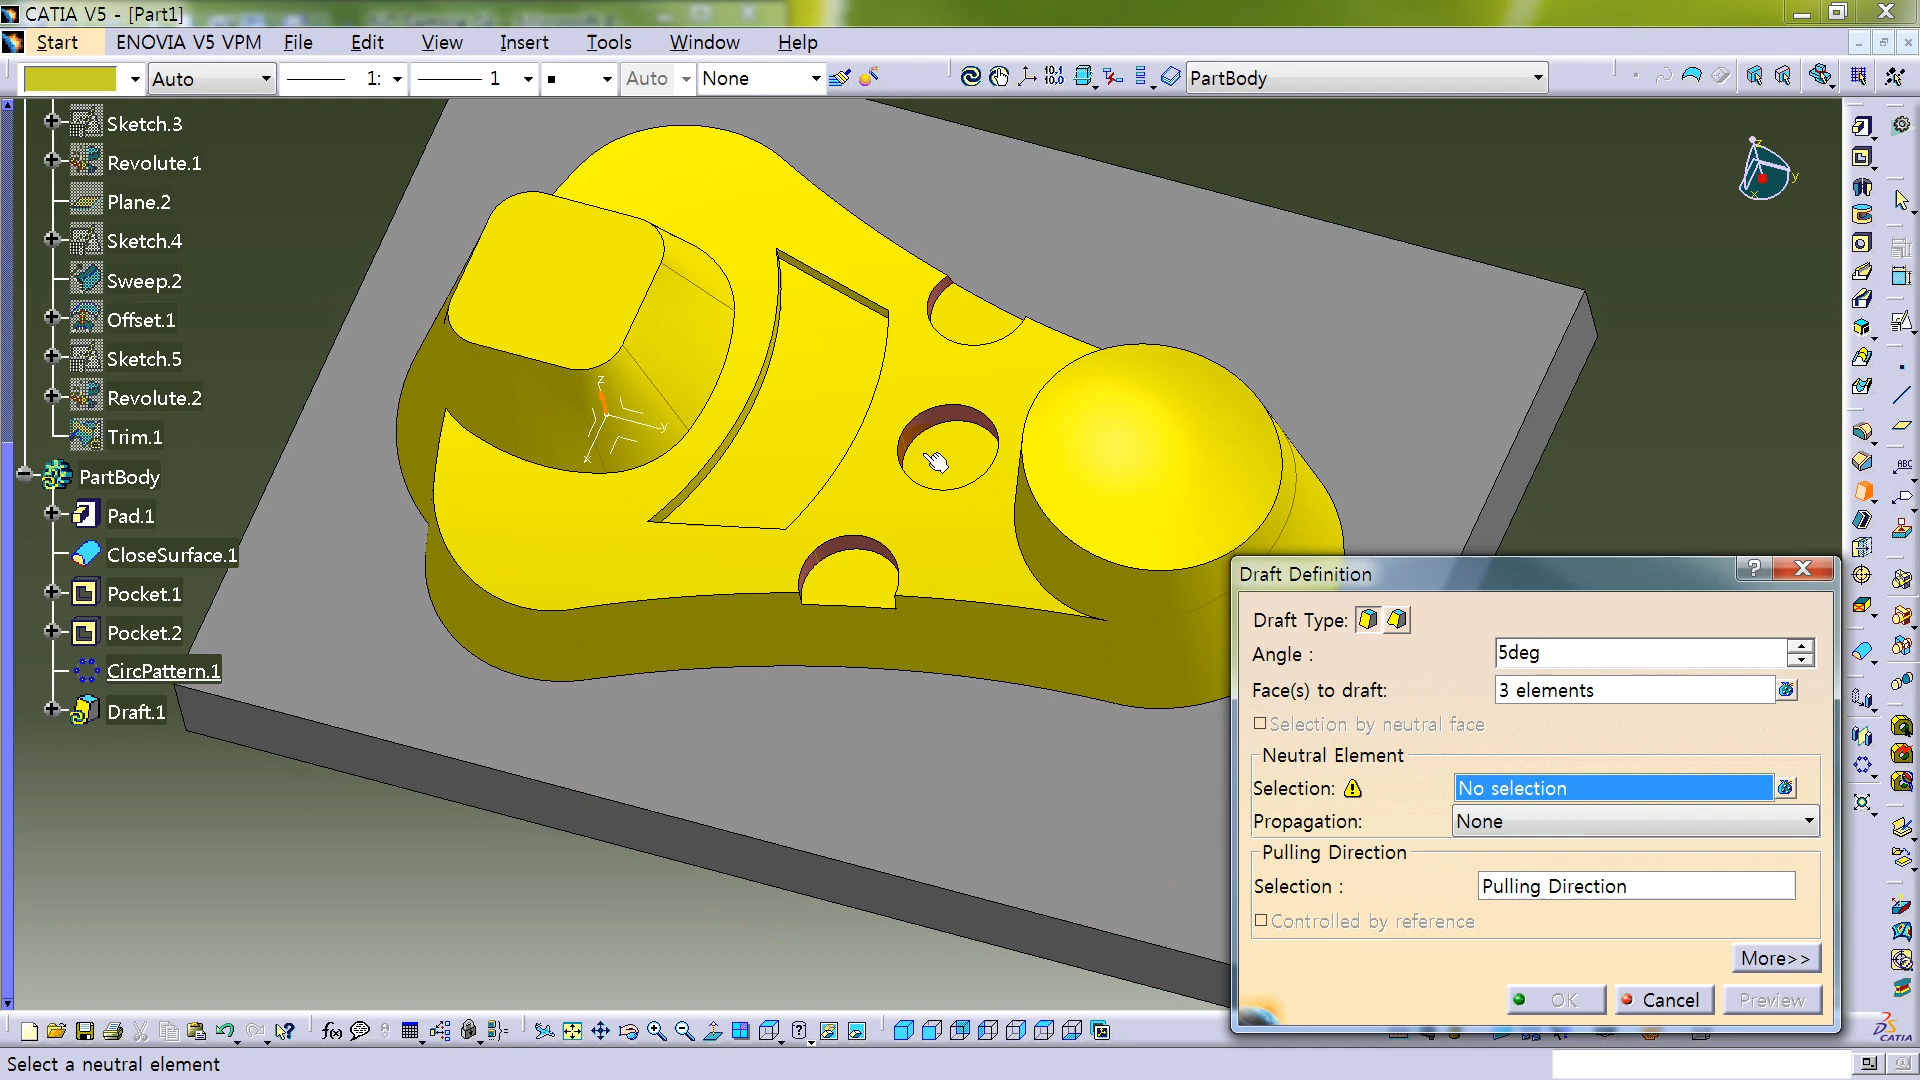 CATIA V5 - [Part1]
Start ENOVIA V5 VPM File Edit View Insert Tools Window Help
Auto 1: 1 Auto None PartBody
Sketch.3
Revolute.1
Plane.2
Sketch.4
Sweep.2
Offset.1
Sketch.5
Revolute.2
Trim.1
PartBody
Pad.1
CloseSurface.1
Pocket.1
Pocket.2
CircPattern.1
Draft.1
z
y
x
Draft Definition
Draft Type:
Angle : 5deg
Face(s) to draft: 3 elements
Selection by neutral face
Neutral Element
Selection: No selection
Propagation: None
Pulling Direction
Selection : Pulling Direction
Controlled by reference
More>>
OK Cancel Preview
Select a neutral element
CATIA